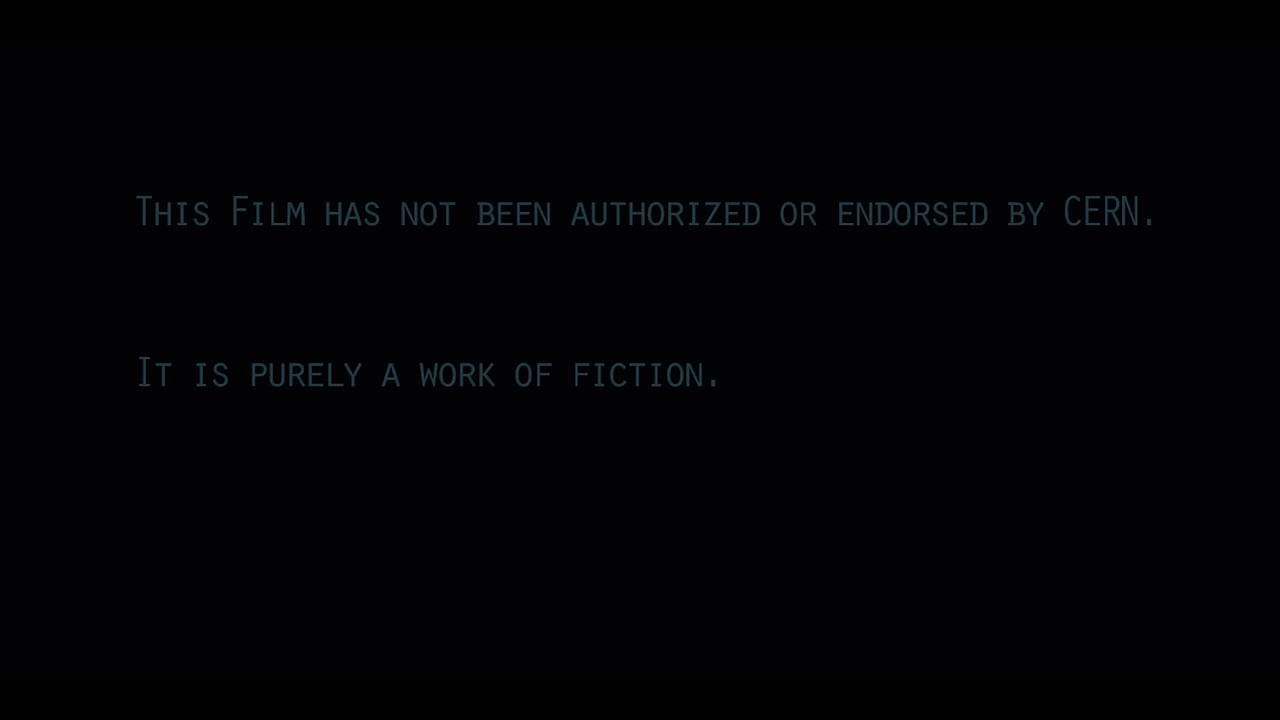 This Film has not been authorized or endorsed by CERN.
It is purely a work of fiction.